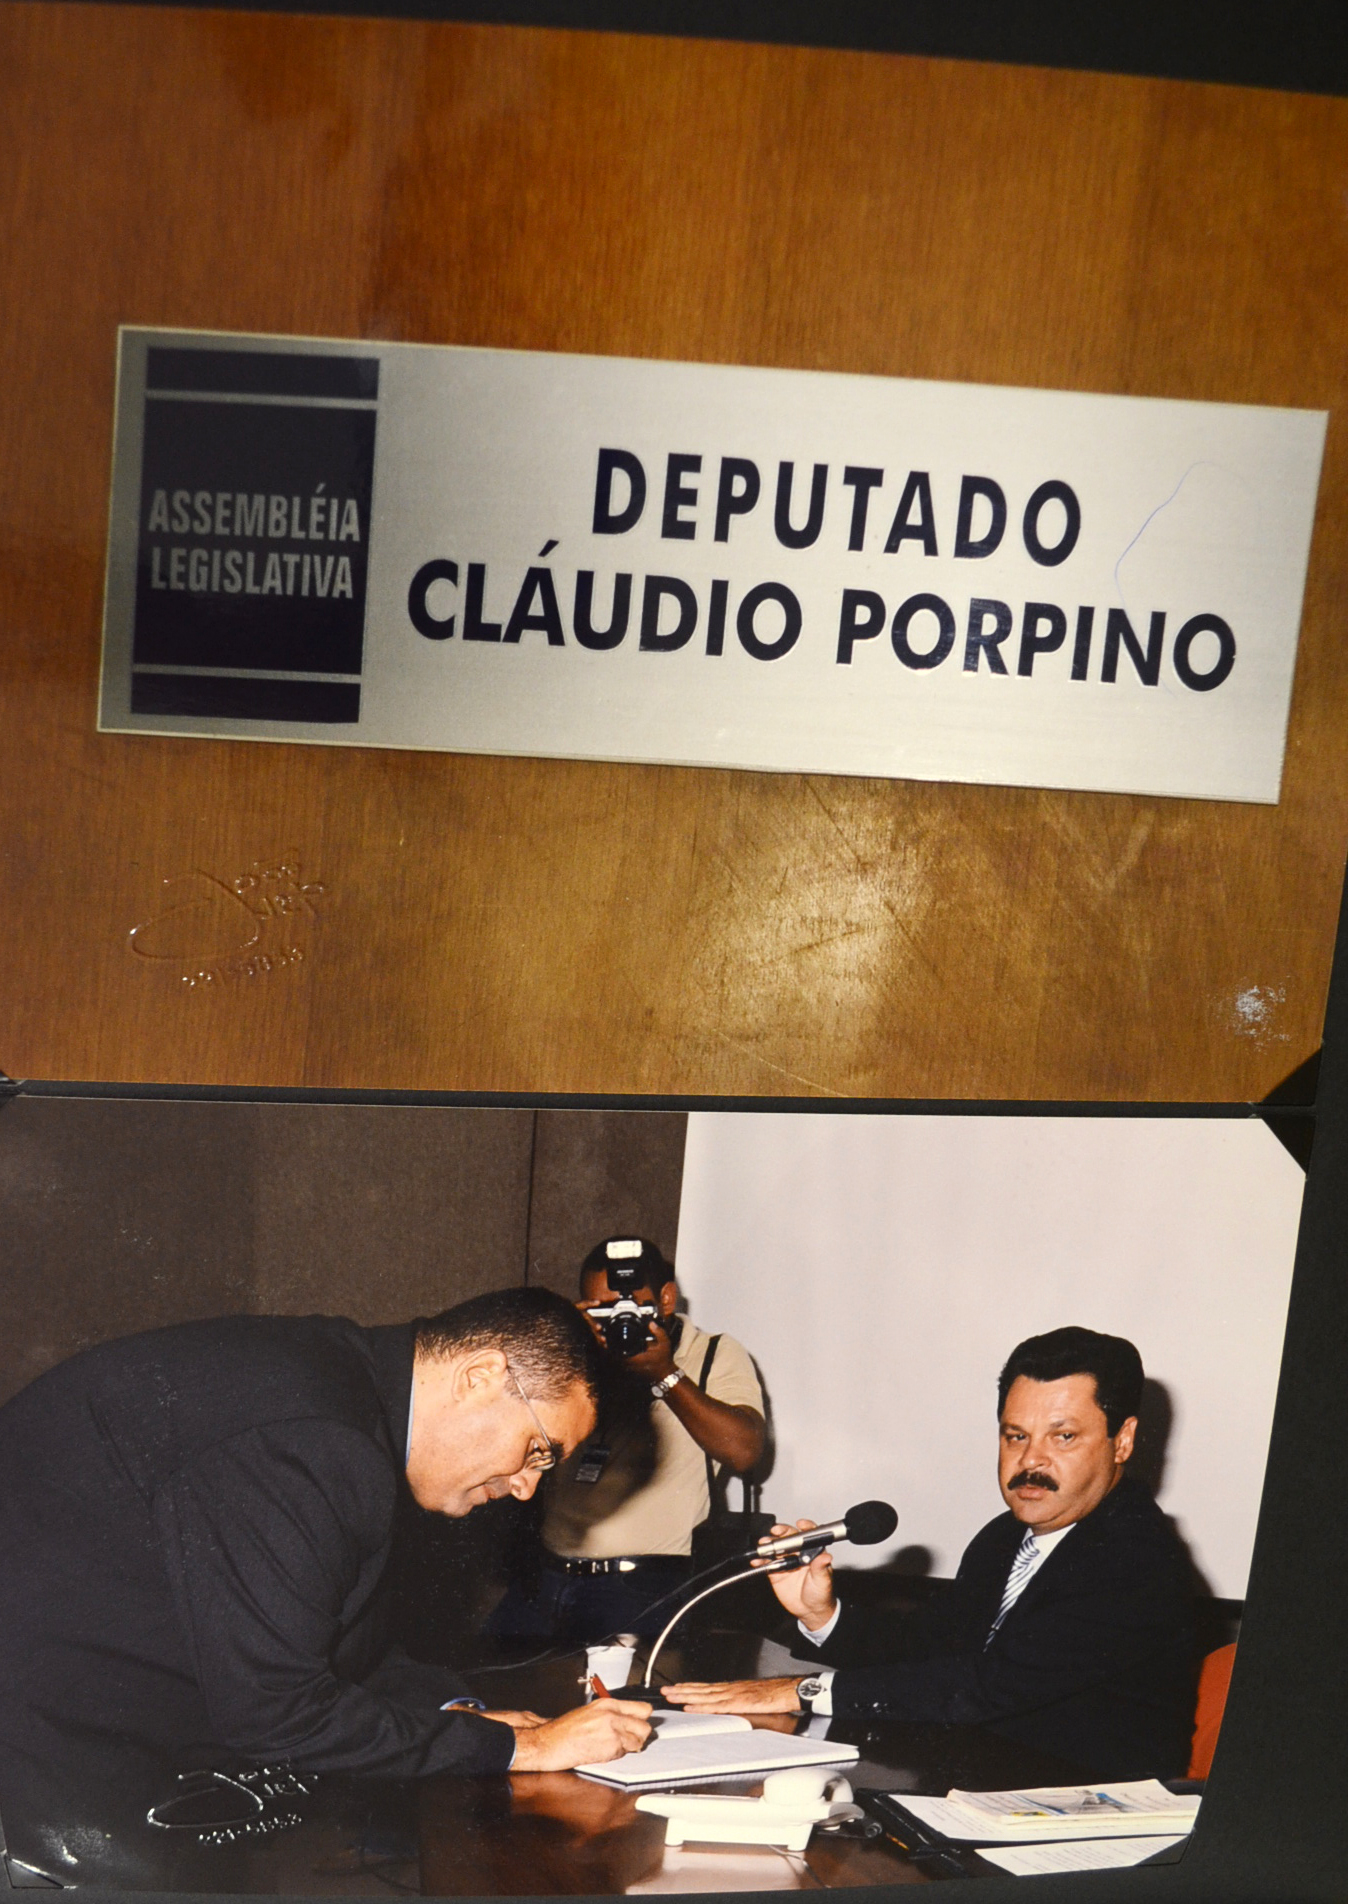 ASSEMBLÉIA
LEGISLATIVA
DEPUTADO
CLÁUDIO PORPINO